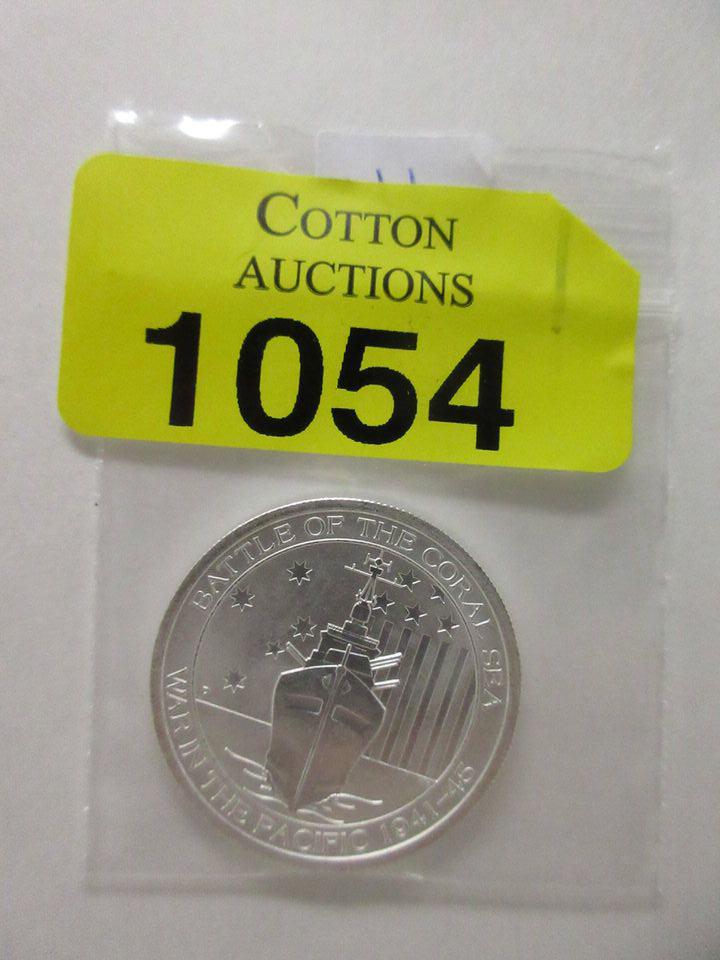 COTTON
AUCTIONS
1054
BATTLE OF THE CORAL SEA
WAR IN THE PACIFIC 1941-45
P